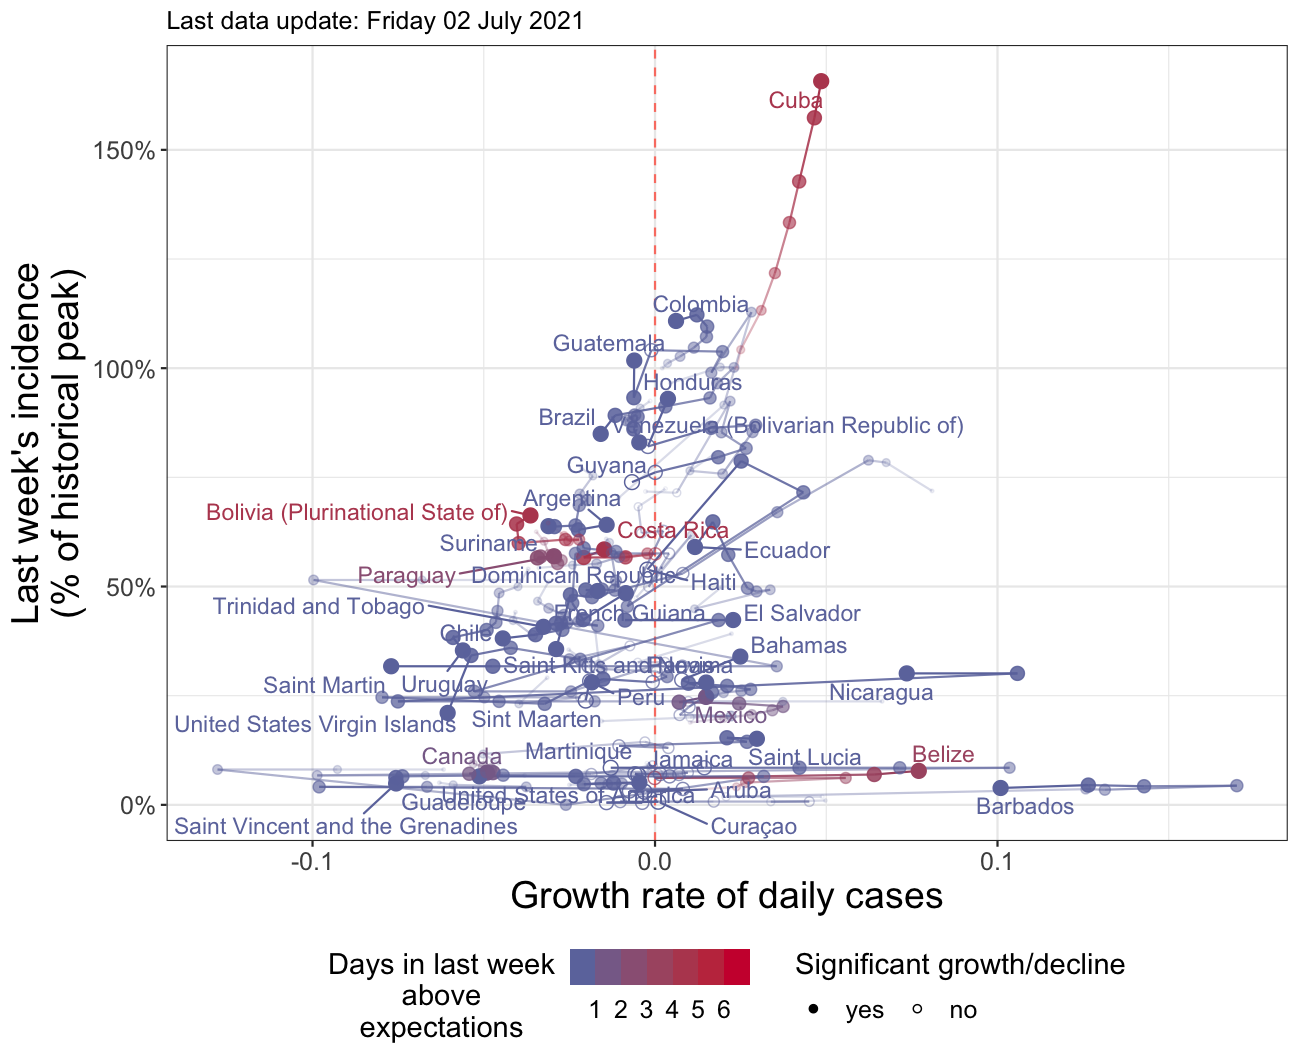 Last data update: Friday 02 July 2021
Last week's incidence
(% of historical peak)
150%
100%
50%
0%
Cuba
Colombia
Guatemala
Honduras
Brazil
Venezuela (Bolivarian Republic of)
Guyana
Argentina
Bolivia (Plurinational State of)
Costa Rica
Suriname
Ecuador
Paraguay
Dominican Republic
Haiti
Trinidad and Tobago
French Guiana
El Salvador
Chile
Bahamas
Saint Kitts and Nevis
Panama
Saint Martin
Uruguay
Peru
Nicaragua
United States Virgin Islands
Sint Maarten
Mexico
Canada
Martinique
Jamaica
Saint Lucia
Belize
United States of America
Aruba
Guadeloupe
Barbados
Saint Vincent and the Grenadines
Curaçao
-0.1
0.0
0.1
Growth rate of daily cases
Days in last week
above
expectations
1 2 3 4 5 6
Significant growth/decline
yes
no